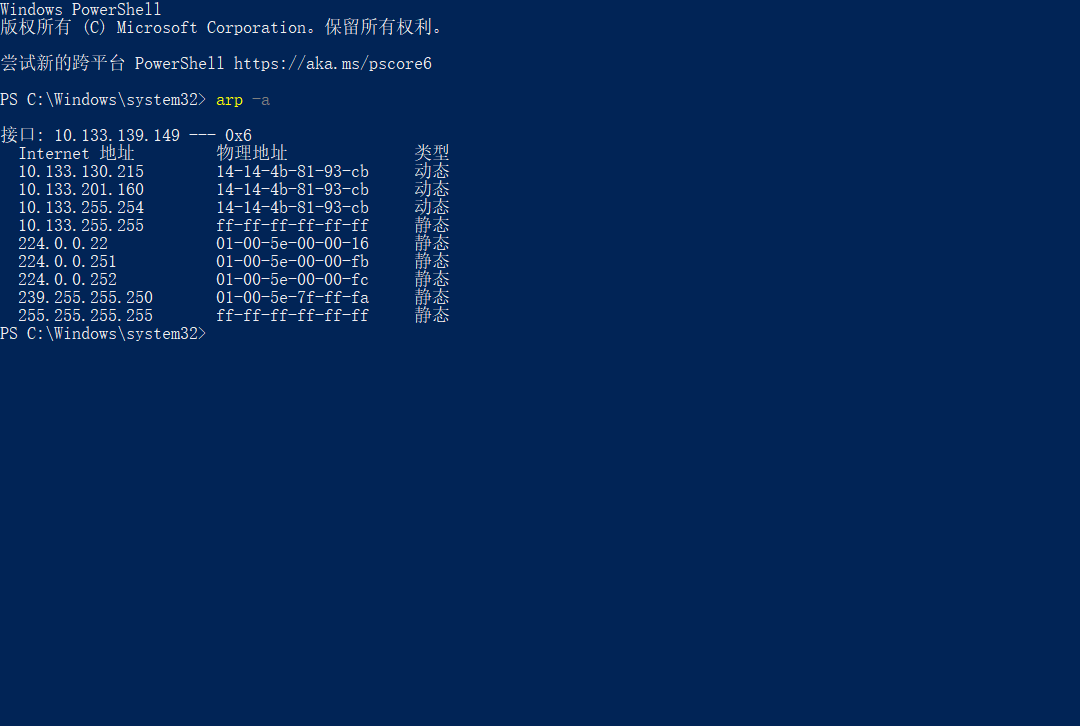 Windows PowerShell
版权所有 (C) Microsoft Corporation。保留所有权利。
尝试新的跨平台 PowerShell https://aka.ms/pscore6
PS C:\Windows\system32> arp -a
接口: 10.133.139.149 --- 0x6
Internet 地址 物理地址 类型
10.133.130.215 14-14-4b-81-93-cb 动态
10.133.201.160 14-14-4b-81-93-cb 动态
10.133.255.254 14-14-4b-81-93-cb 动态
10.133.255.255 ff-ff-ff-ff-ff-ff 静态
224.0.0.22 01-00-5e-00-00-16 静态
224.0.0.251 01-00-5e-00-00-fb 静态
224.0.0.252 01-00-5e-00-00-fc 静态
239.255.255.250 01-00-5e-7f-ff-fa 静态
255.255.255.255 ff-ff-ff-ff-ff-ff 静态
PS C:\Windows\system32>